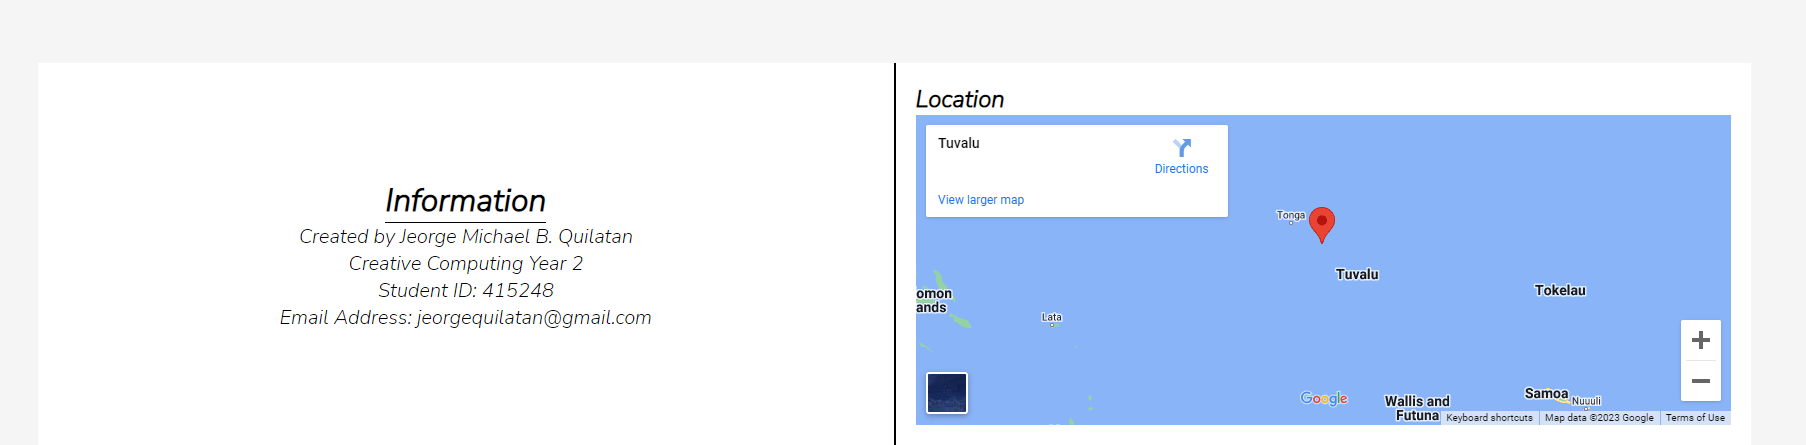 Information
Created by Jeorge Michael B. Quilatan
Creative Computing Year 2
Student ID: 415248
Email Address: jeorgequilatan@gmail.com
Location
Tuvalu
Directions
View larger map
Tonga
Tuvalu
Tokelau
omon
ands
Lata
Google
Wallis and
Futuna
Samoa
Nuuuli
Keyboard shortcuts
Map data ©2023 Google
Terms of Use